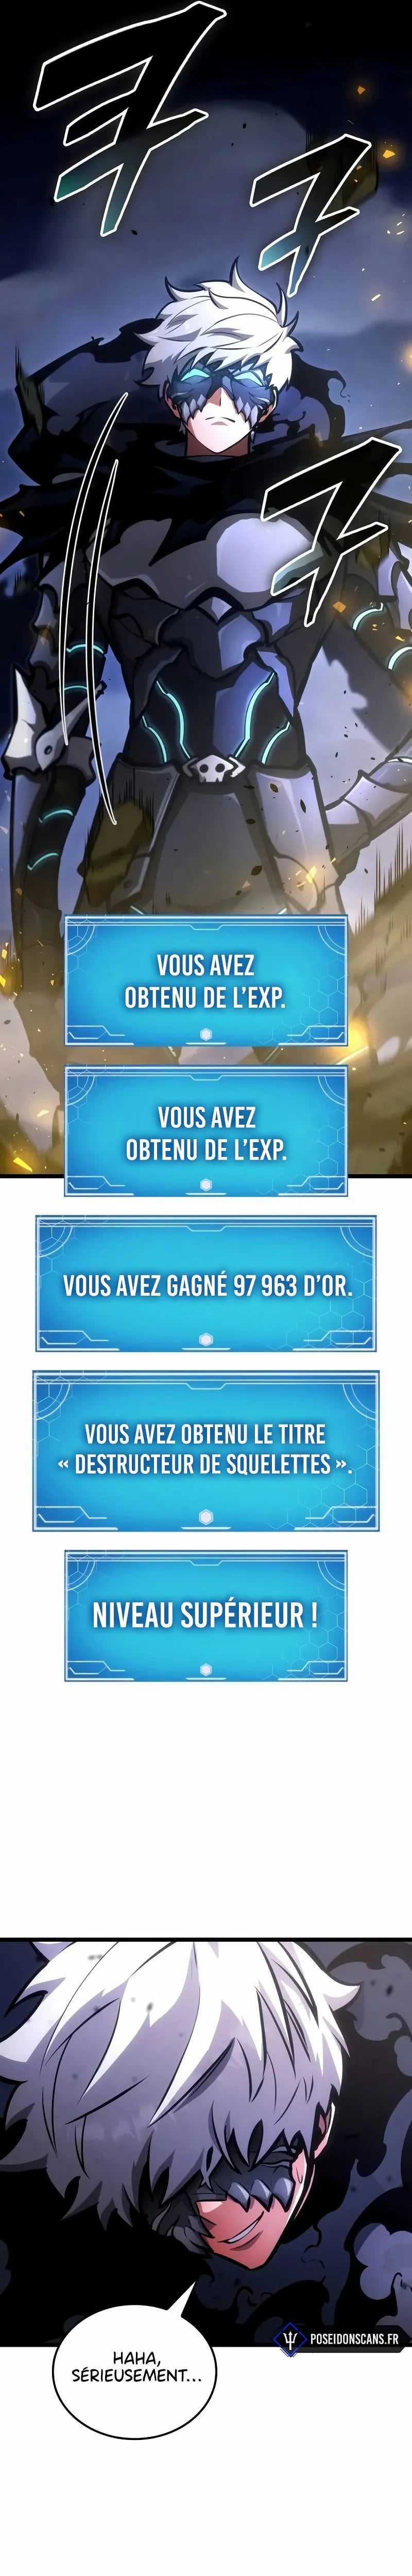 ㅋ
ㅋ
ㅋ
VOUS AVEZ
OBTENU DE L'EXP.
VOUS AVEZ
OBTENU DE L'EXP.
VOUS AVEZ GAGNÉ 97 963 D'OR.
VOUS AVEZ OBTENU LE TITRE
« DESTRUCTEUR DE SQUELETTES ».
NIVEAU SUPÉRIEUR !
POSEIDONSCANS.FR
HAHA,
SÉRIEUSEMENT...